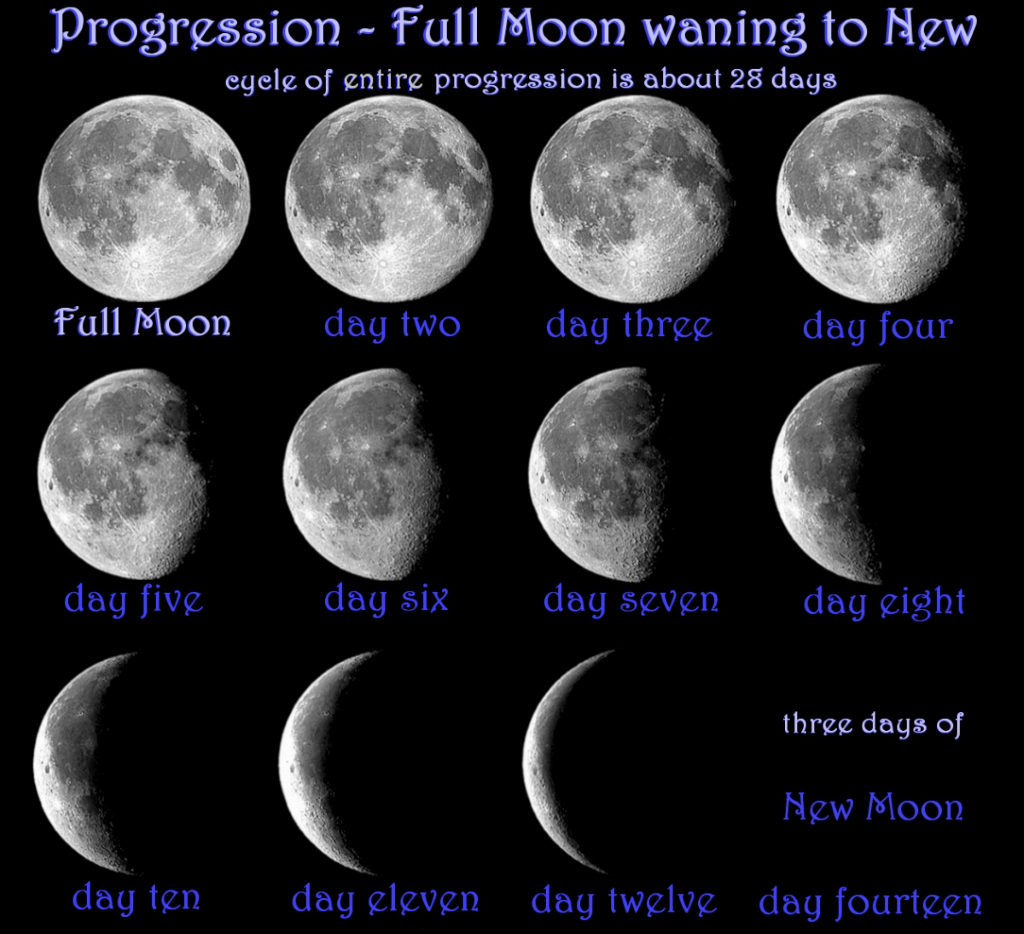 Progression - Full Moon waning to New
cycle of entire progression is about 28 days
Full Moon
day two
day three
day four
day five
day six
day seven
day eight
day ten
day eleven
day twelve
three days of
New Moon
day fourteen